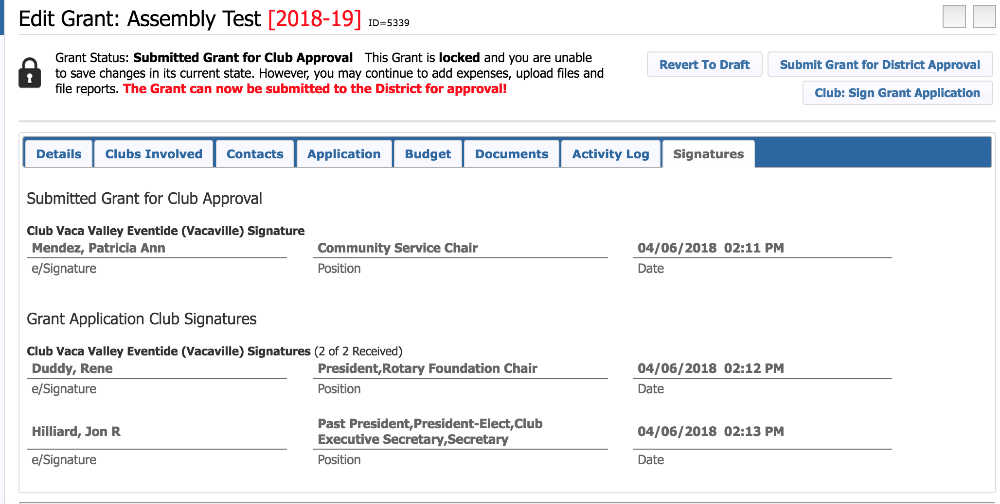 Edit Grant: Assembly Test [2018-19] ID=5339
Grant Status: Submitted Grant for Club Approval This Grant is locked and you are unable
to save changes in its current state. However, you may continue to add expenses, upload files and
file reports. The Grant can now be submitted to the District for approval!
Revert To Draft Submit Grant for District Approval
Club: Sign Grant Application
Details Clubs Involved Contacts Application Budget Documents Activity Log Signatures
Submitted Grant for Club Approval
Club Vaca Valley Eventide (Vacaville) Signature
Mendez, Patricia Ann Community Service Chair 04/06/2018 02:11 PM
e/Signature Position Date
Grant Application Club Signatures
Club Vaca Valley Eventide (Vacaville) Signatures (2 of 2 Received)
Duddy, Rene President,Rotary Foundation Chair 04/06/2018 02:12 PM
e/Signature Position Date
Hilliard, Jon R Past President,President-Elect,Club
Executive Secretary,Secretary 04/06/2018 02:13 PM
e/Signature Position Date